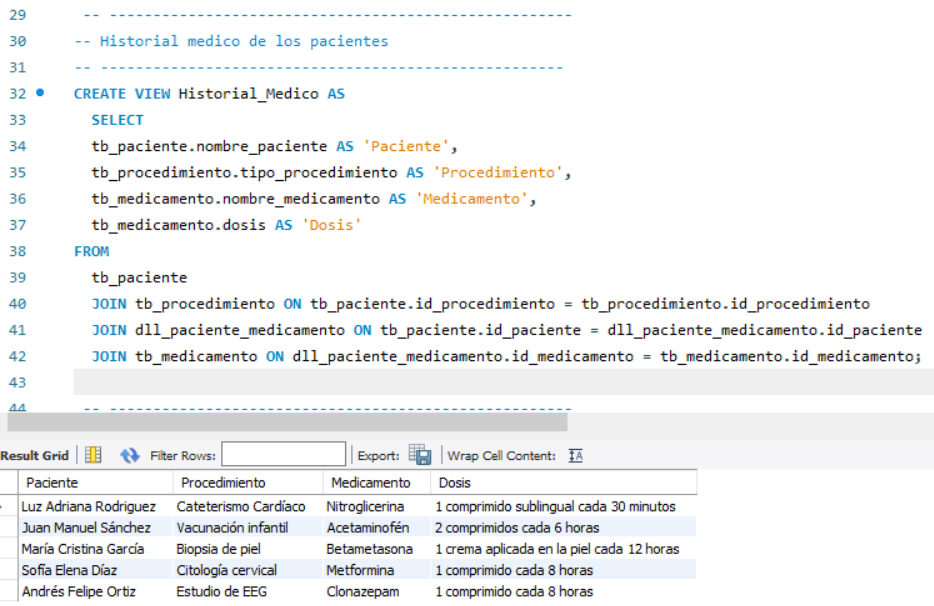 29 -- -----------------------------------------------------
30 -- Historial medico de los pacientes
31 -- -----------------------------------------------------
32 CREATE VIEW Historial_Medico AS
33 SELECT
34 tb_paciente.nombre_paciente AS 'Paciente',
35 tb_procedimiento.tipo_procedimiento AS 'Procedimiento',
36 tb_medicamento.nombre_medicamento AS 'Medicamento',
37 tb_medicamento.dosis AS 'Dosis'
38 FROM
39 tb_paciente
40 JOIN tb_procedimiento ON tb_paciente.id_procedimiento = tb_procedimiento.id_procedimiento
41 JOIN dll_paciente_medicamento ON tb_paciente.id_paciente = dll_paciente_medicamento.id_paciente
42 JOIN tb_medicamento ON dll_paciente_medicamento.id_medicamento = tb_medicamento.id_medicamento;
43
44 -- -----------------------------------------------------
Result Grid Filter Rows: Export: Wrap Cell Content: IA
Paciente Procedimiento Medicamento Dosis
Luz Adriana Rodriguez Cateterismo Cardíaco Nitroglicerina 1 comprimido sublingual cada 30 minutos
Juan Manuel Sánchez Vacunación infantil Acetaminofén 2 comprimidos cada 6 horas
María Cristina García Biopsia de piel Betametasona 1 crema aplicada en la piel cada 12 horas
Sofía Elena Díaz Citología cervical Metformina 1 comprimido cada 8 horas
Andrés Felipe Ortiz Estudio de EEG Clonazepam 1 comprimido cada 8 horas